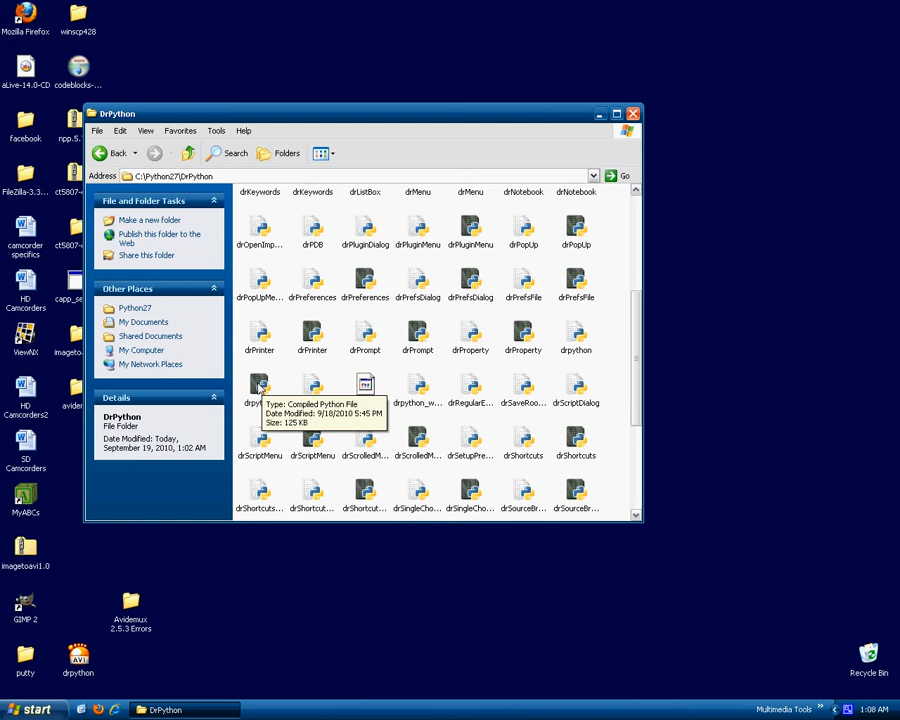 Mozilla Firefox
winscp428
aLive-14.0-CD
codeblocks-...
facebook
npp.5.
FileZilla-3.3...
ct5807-
camcorder
specifics
ct5807-
HD
Camcorders
capp_se
ViewNX
imageto
HD
Camcorders2
avider
SD
Camcorders
MyABCs
imagetoavi1.0
GIMP 2
Avidemux
2.5.3 Errors
putty
drpython
Recycle Bin
DrPython
File Edit View Favorites Tools Help
Back Search Folders
Address C:\Python27\DrPython Go
File and Folder Tasks
Make a new folder
Publish this folder to the
Web
Share this folder
Other Places
Python27
My Documents
Shared Documents
My Computer
My Network Places
Details
DrPython
File Folder
Date Modified: Today,
September 19, 2010, 1:02 AM
drKeywords drKeywords drListBox drMenu drMenu drNotebook drNotebook
drOpenImp... drPDB drPluginDialog drPluginMenu drPluginMenu drPopUp drPopUp
drPopUpMe... drPreferences drPreferences drPrefsDialog drPrefsDialog drPrefsFile drPrefsFile
drPrinter drPrinter drPrompt drPrompt drProperty drProperty drpython
drpyt drpython_w... drRegularE... drSaveRoo... drScriptDialog
Type: Compiled Python File
Date Modified: 9/18/2010 5:45 PM
Size: 125 KB
drScriptMenu drScriptMenu drScrolledM... drScrolledM... drSetupPre... drShortcuts drShortcuts
drShortcuts... drShortcut... drShortcut... drSingleCho... drSingleCho... drSourceBr... drSourceBr...
start
DrPython
Multimedia Tools »
1:08 AM